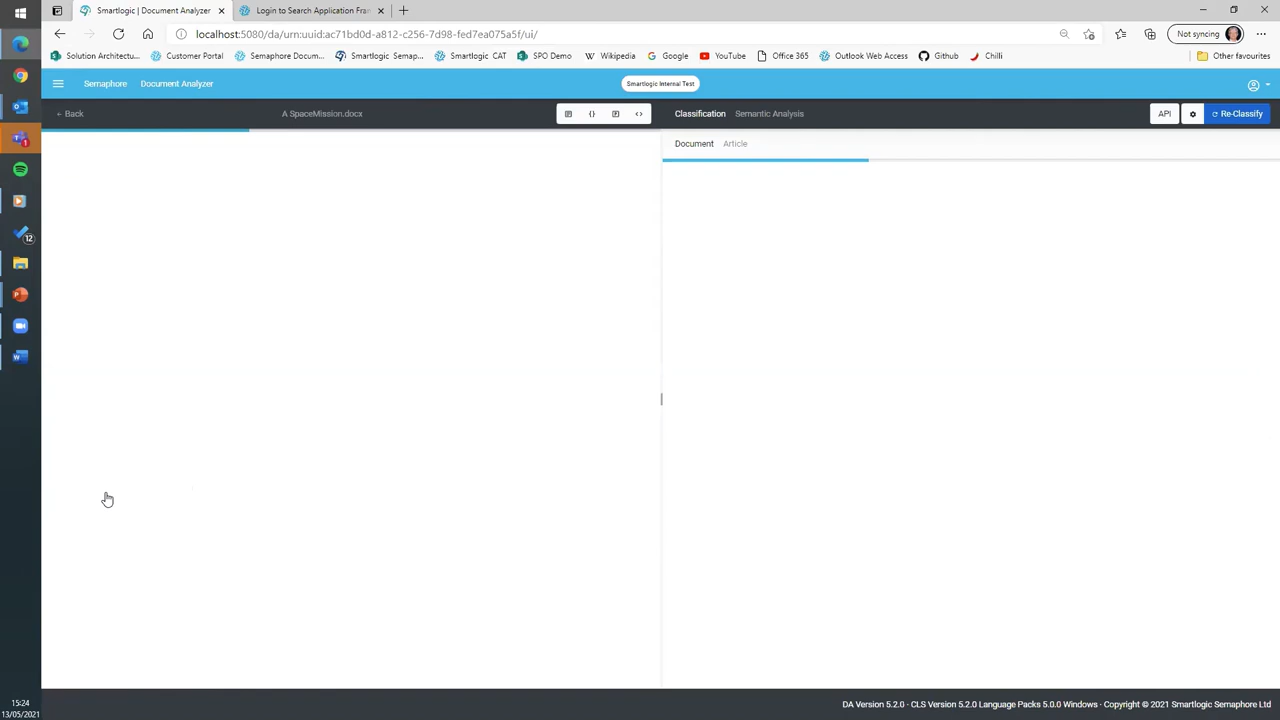 Smartlogic | Document Analyzer
Login to Search Application Fram
localhost:5080/da/urn:uuid:ac71bd0d-a812-c256-7d98-fed7ea075a5f/ui/
Not syncing
Solution Architectu...
Customer Portal
Semaphore Docum...
Smartlogic Semap...
Smartlogic CAT
SPO Demo
Wikipedia
Google
YouTube
Office 365
Outlook Web Access
Github
Chilli
Other favourites
Semaphore
Document Analyzer
Smartlogic Internal Test
← Back
A SpaceMission.docx
Classification
Semantic Analysis
API
Re-Classify
Document
Article
1
12
15:24
13/05/2021
DA Version 5.2.0 - CLS Version 5.2.0 Language Packs 5.0.0 Windows - Copyright © 2021 Smartlogic Semaphore Ltd